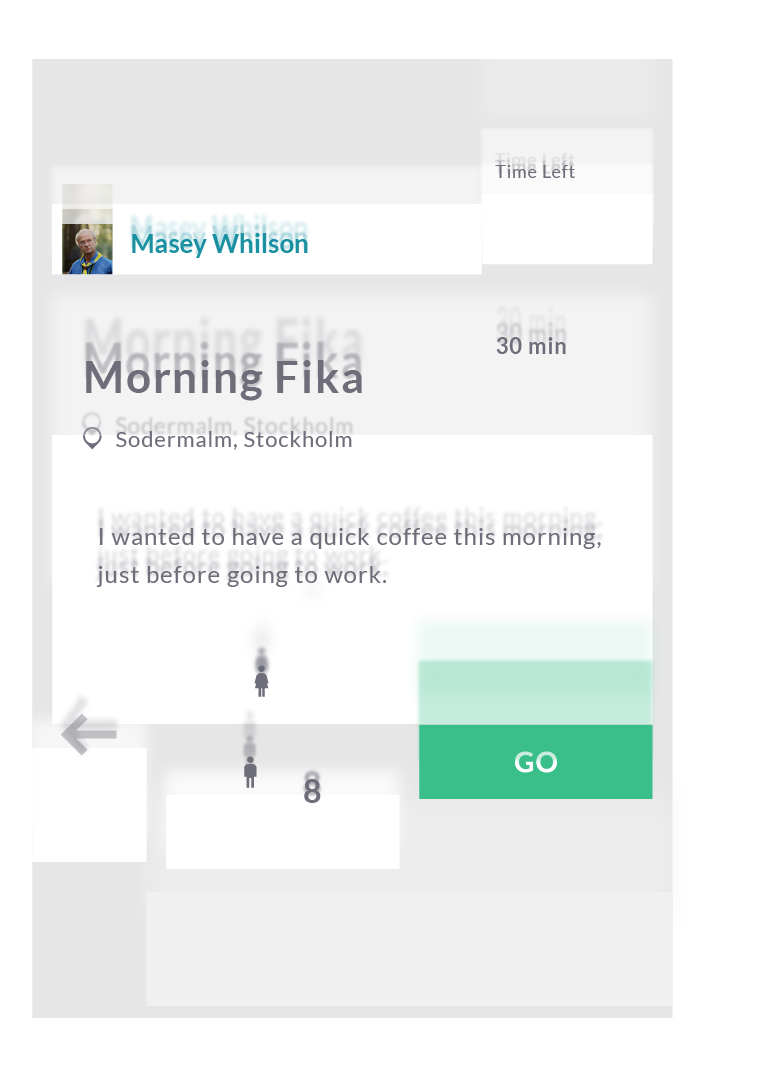 Time Left
Masey Whilson
30 min
Morning Fika
Sodermalm, Stockholm
I wanted to have a quick coffee this morning,
just before going to work.
GO
8